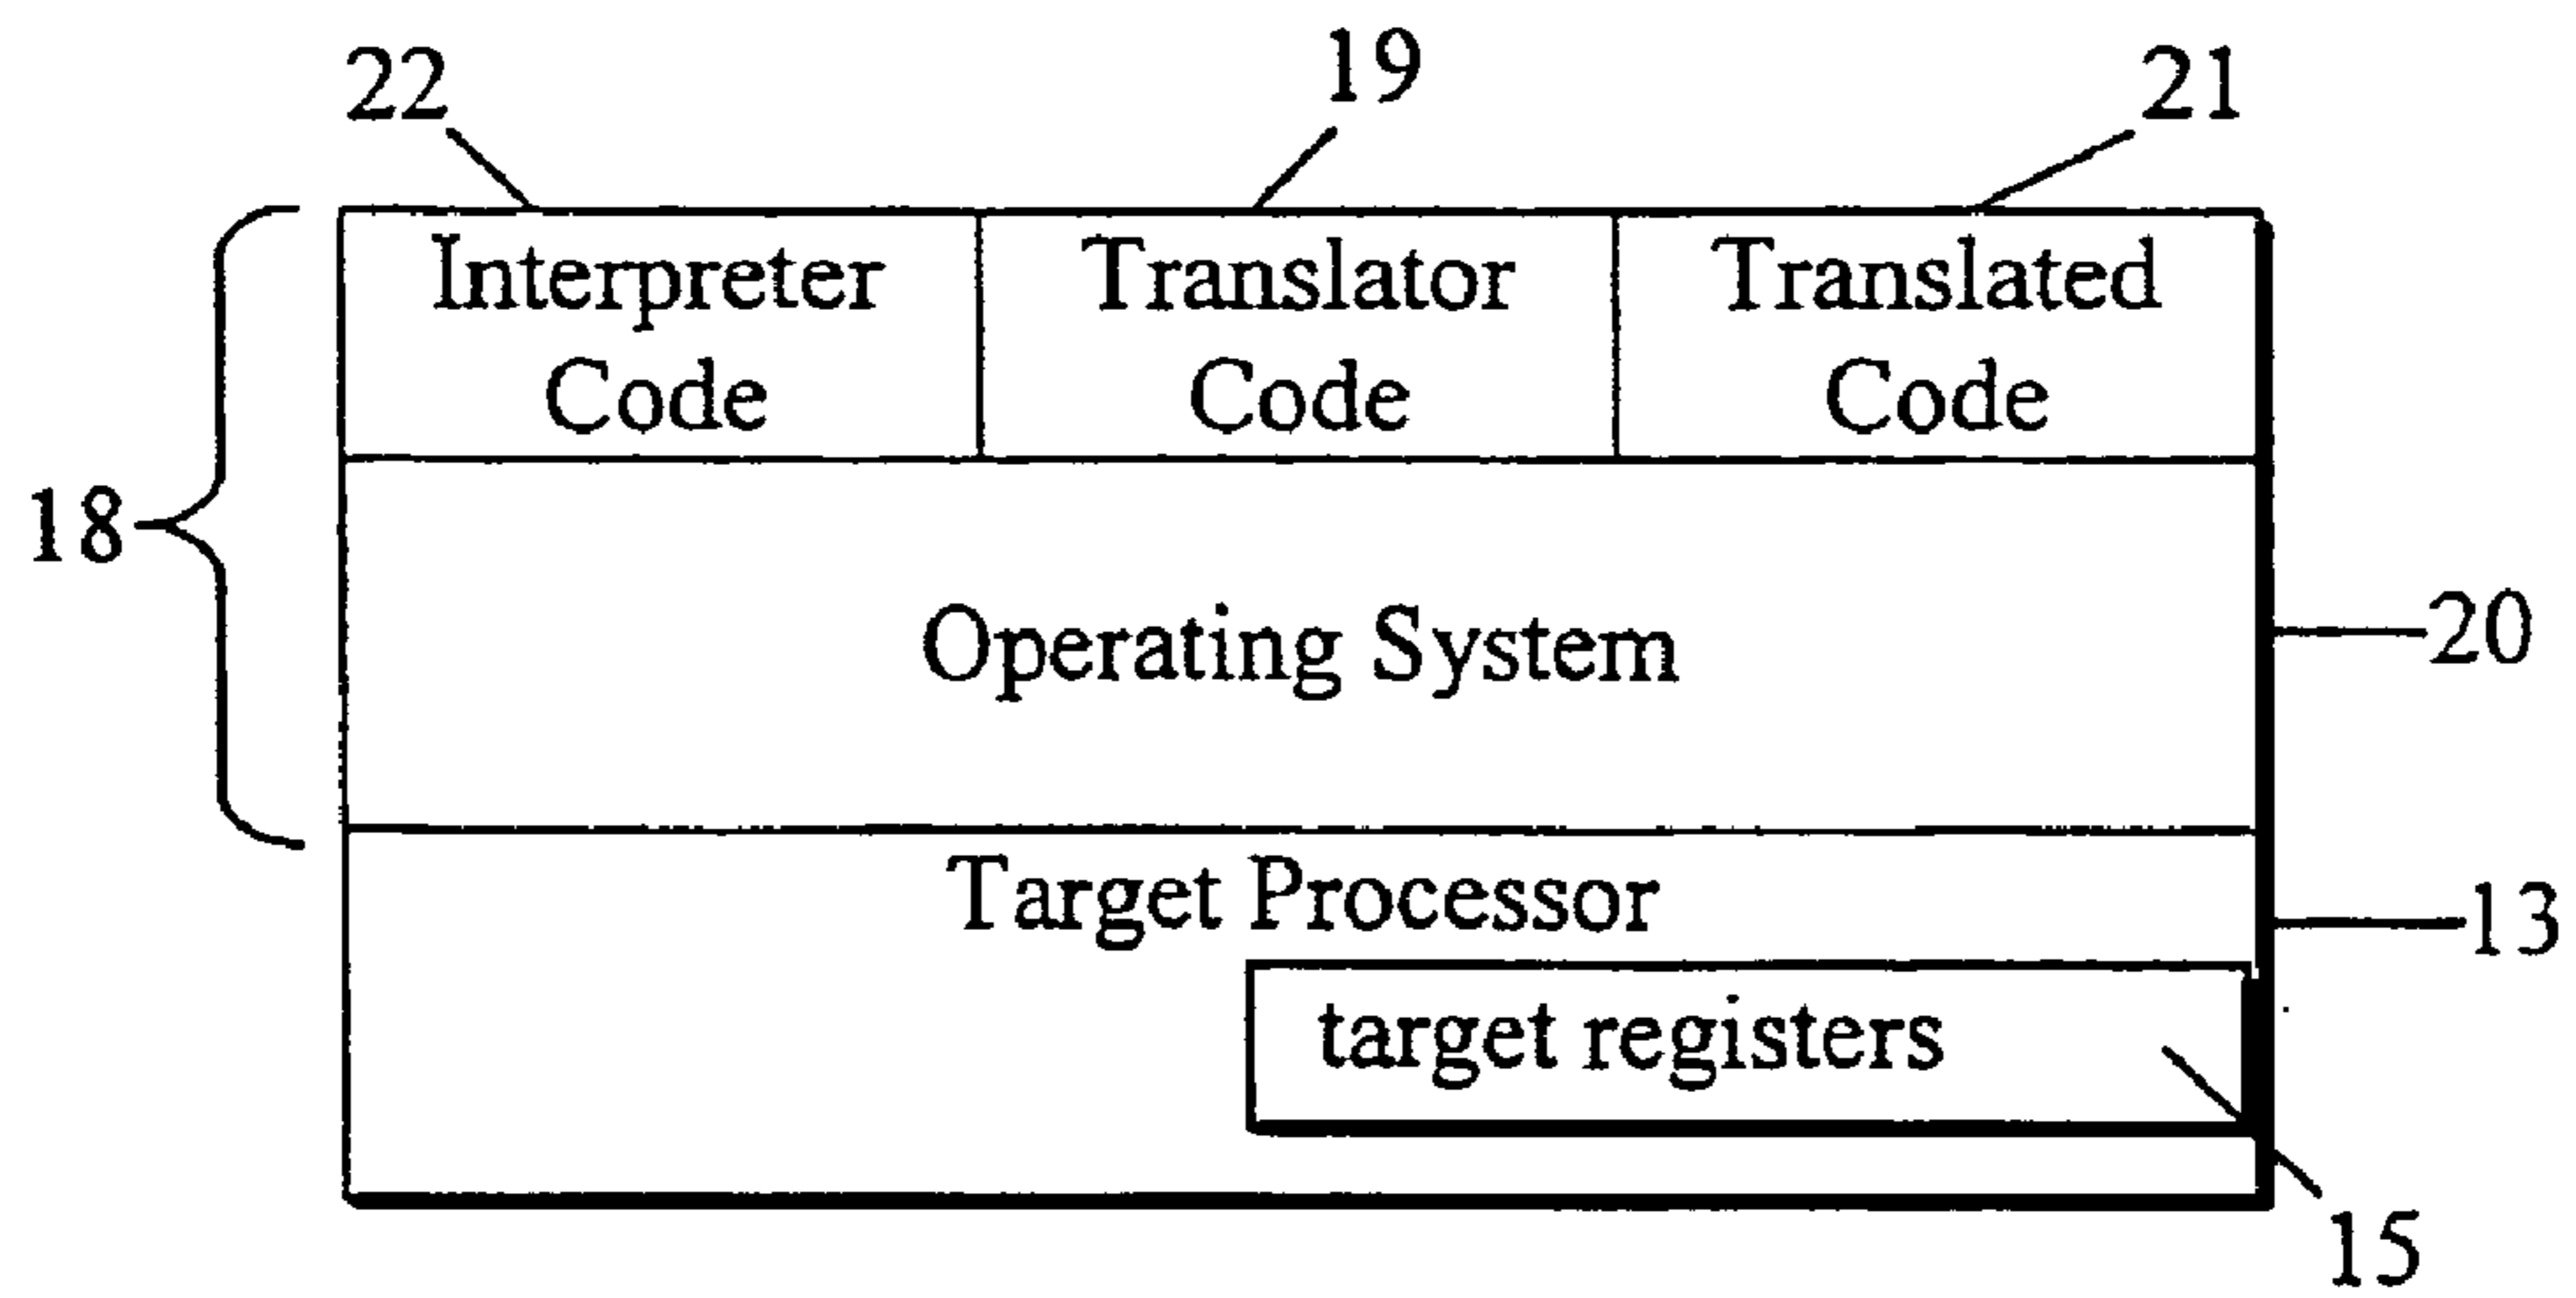 22
19
21
Interpreter
Code
Translator
Code
Translated
Code
18
Operating System
20
Target Processor
13
target registers
15